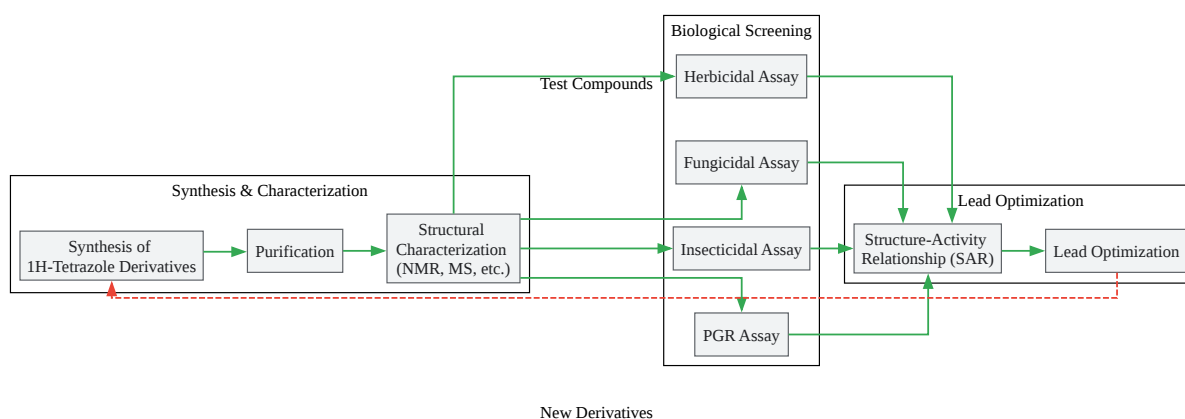 Biological Screening
Test Compounds
Herbicidal Assay
Fungicidal Assay
Synthesis & Characterization
Lead Optimization
Synthesis of
1H-Tetrazole Derivatives
Purification
Structural
Characterization
(NMR, MS, etc.)
Insecticidal Assay
Structure-Activity
Relationship (SAR)
Lead Optimization
PGR Assay
New Derivatives